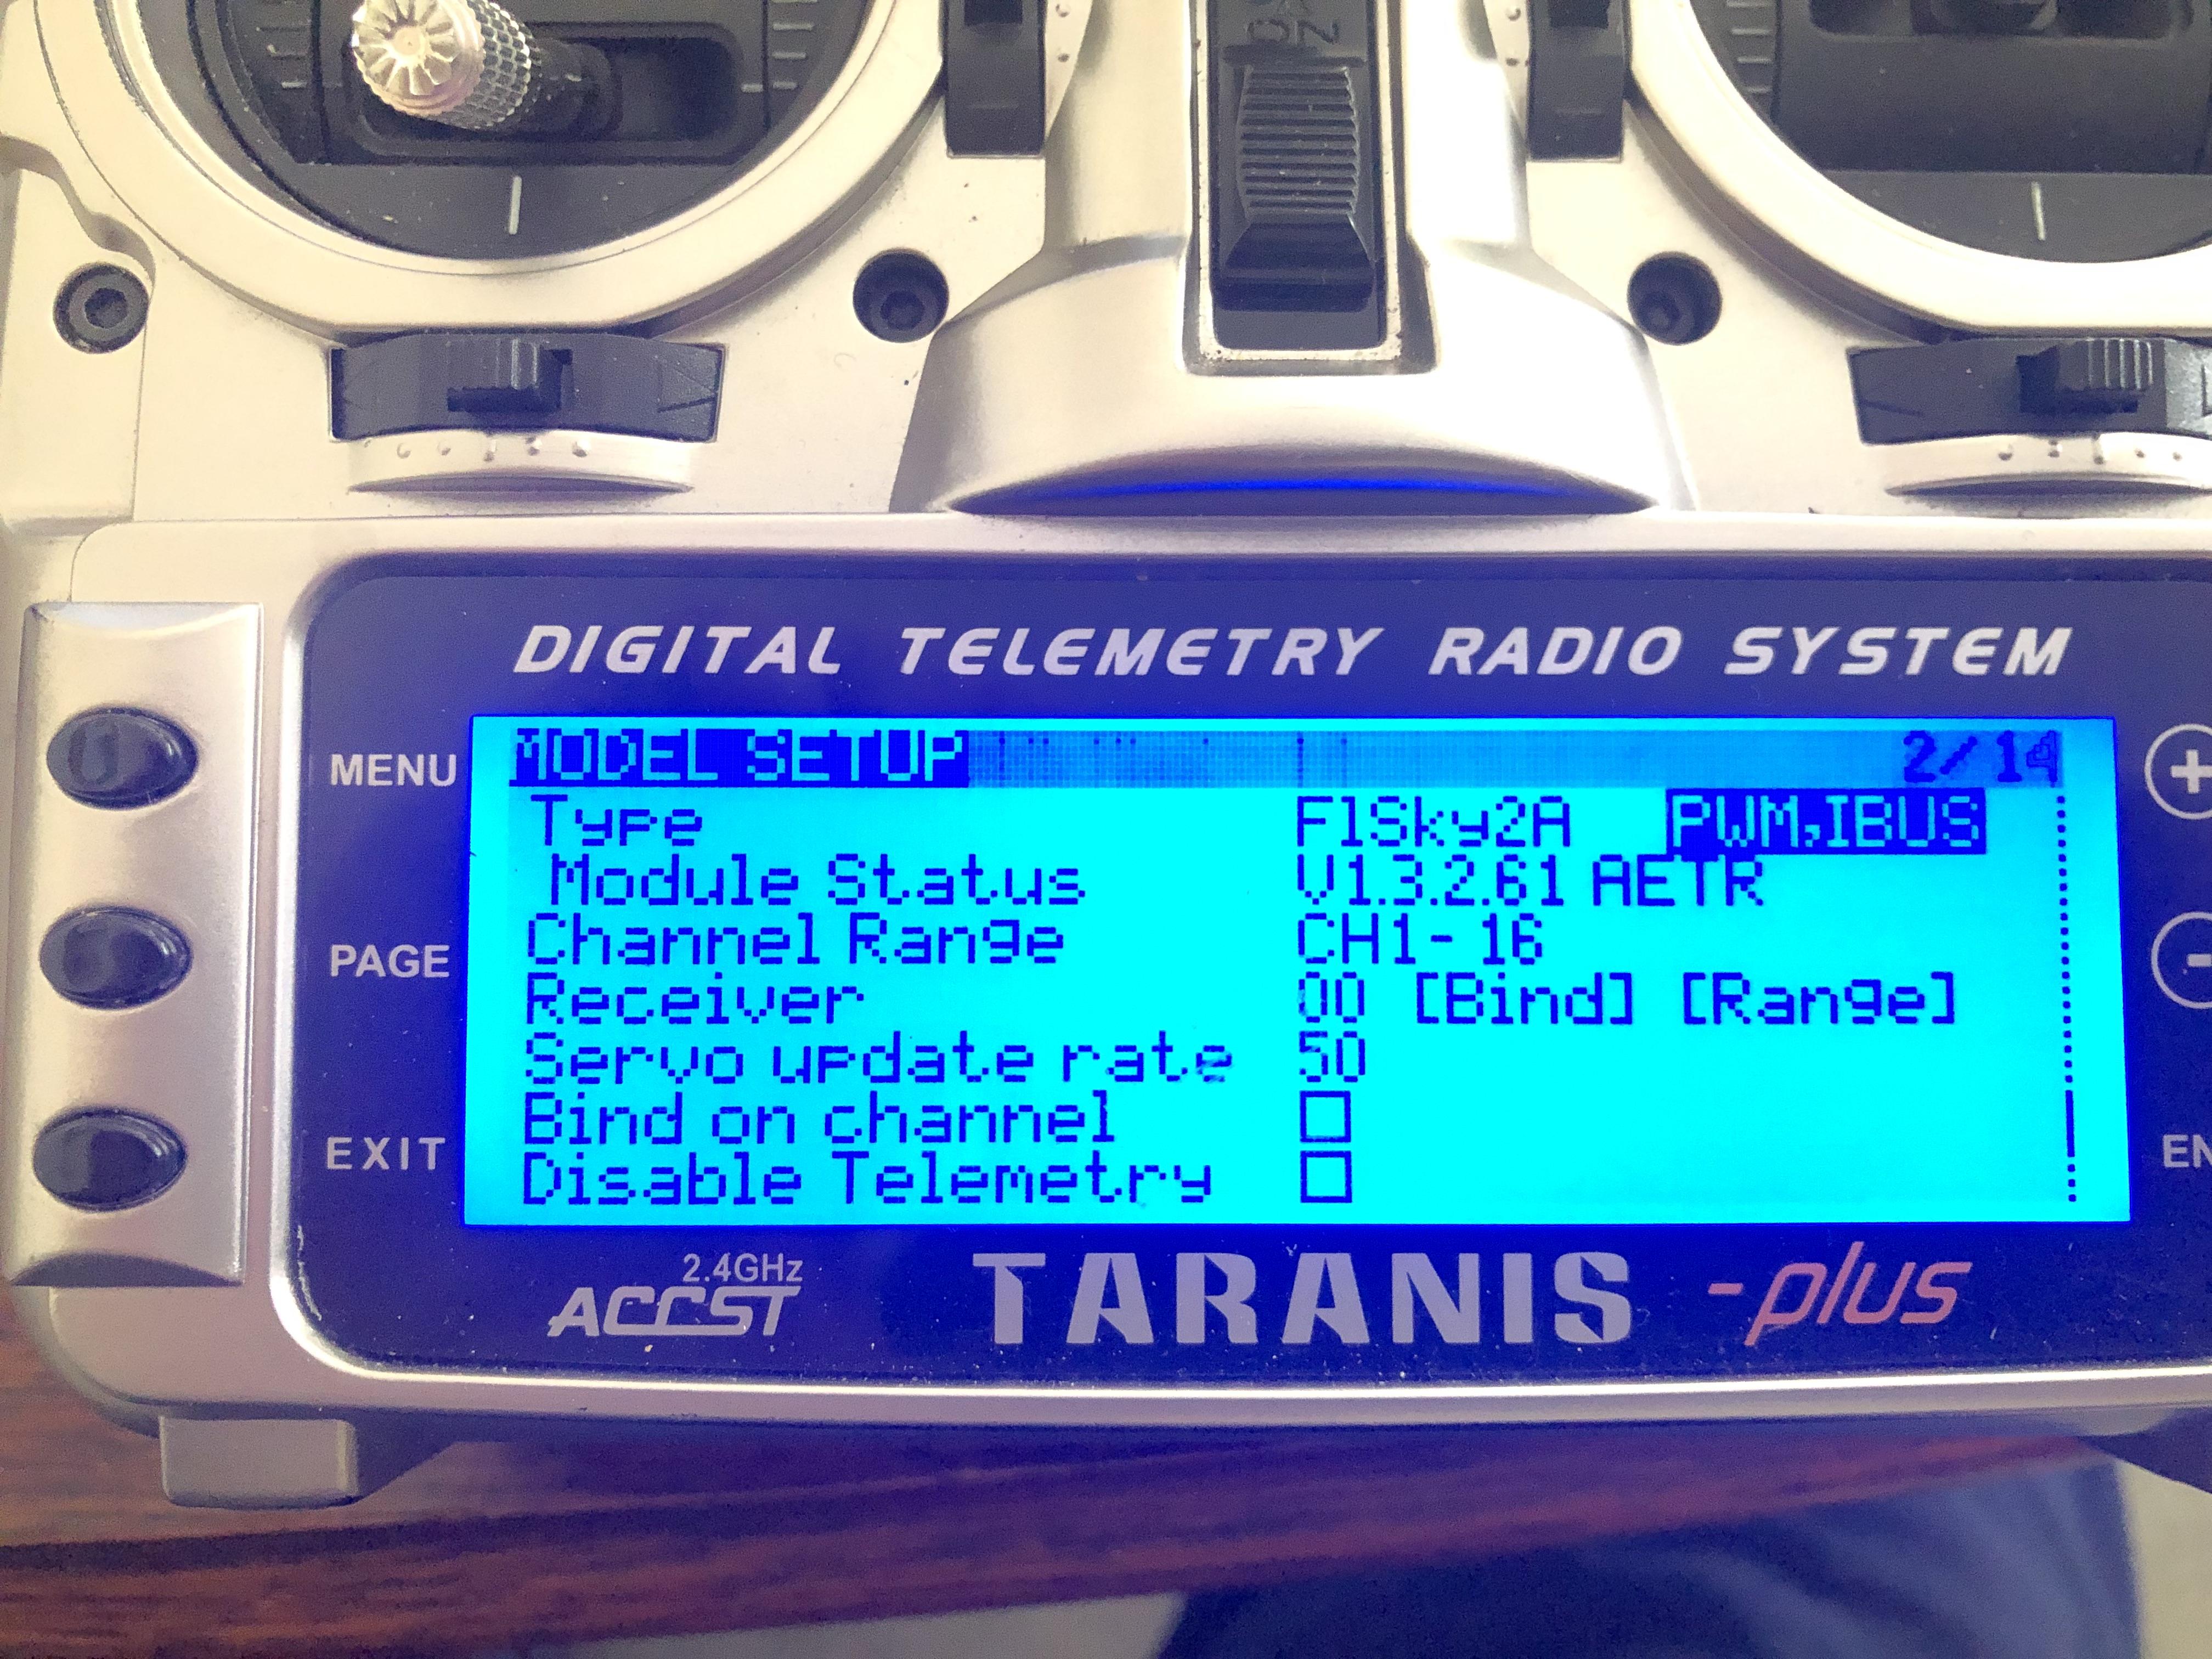 DIGITAL TELEMETRY RADIO SYSTEM
MENU
PAGE
EXIT
MODEL SETUP 2/14
Type FlSky2A PWM,IBUS
Module Status V1.3.2.61 AETR
Channel Range CH1-16
Receiver 00 [Bind] [Range]
Servo update rate 50
Bind on channel
Disable Telemetry
+
-
EN
2.4GHz
ACCST
TARANIS -plus